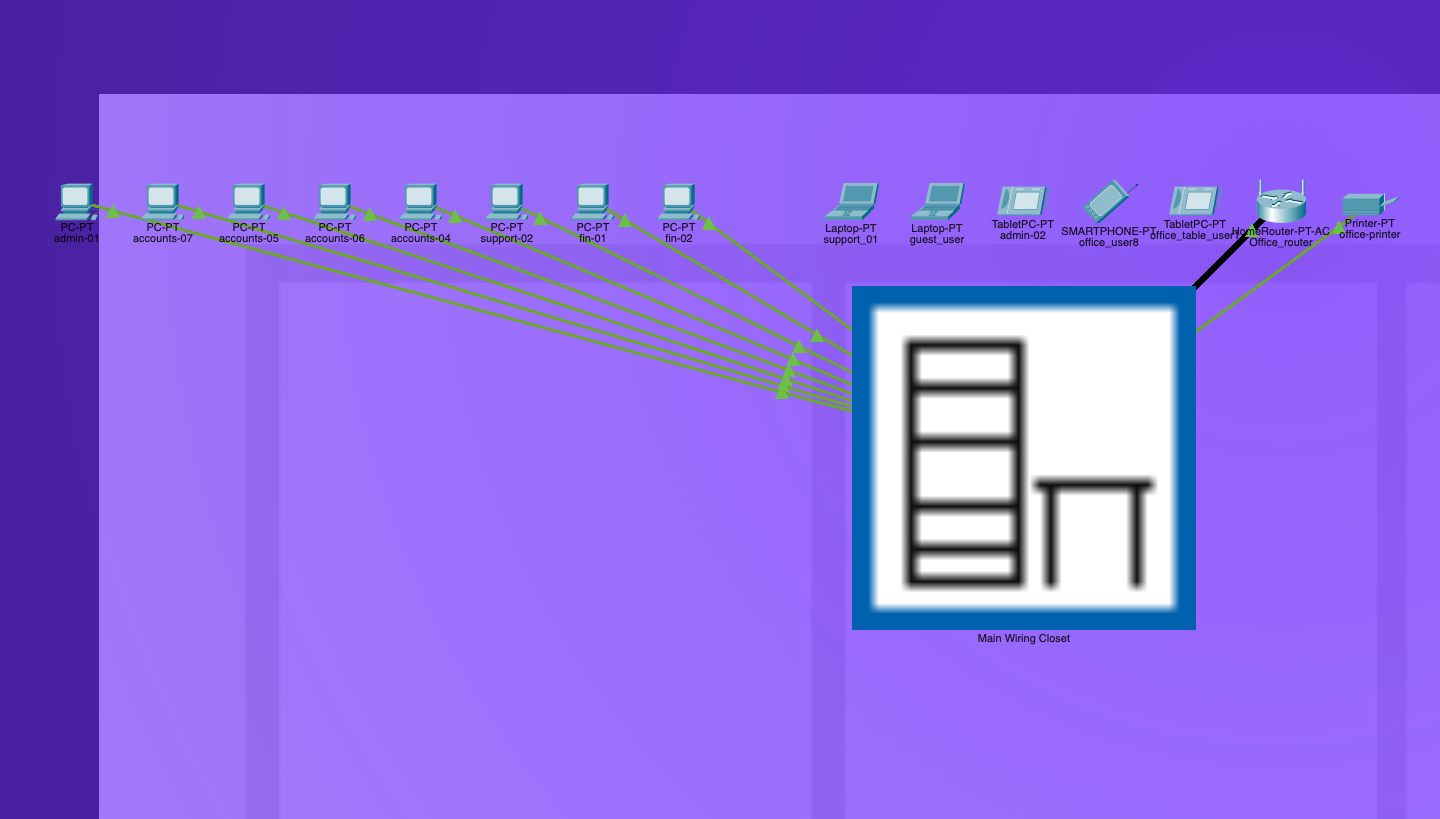 PC-PT
admin-01
PC-PT
accounts-07
PC-PT
accounts-05
PC-PT
accounts-06
PC-PT
accounts-04
PC-PT
support-02
PC-PT
fin-01
PC-PT
fin-02
Laptop-PT
support_01
Laptop-PT
guest_user
TabletPC-PT
admin-02
SMARTPHONE-PT
office_user8
TabletPC-PT
office_table_user
HomeRouter-PT-AC
Office_router
Printer-PT
office-printer
Main Wiring Closet